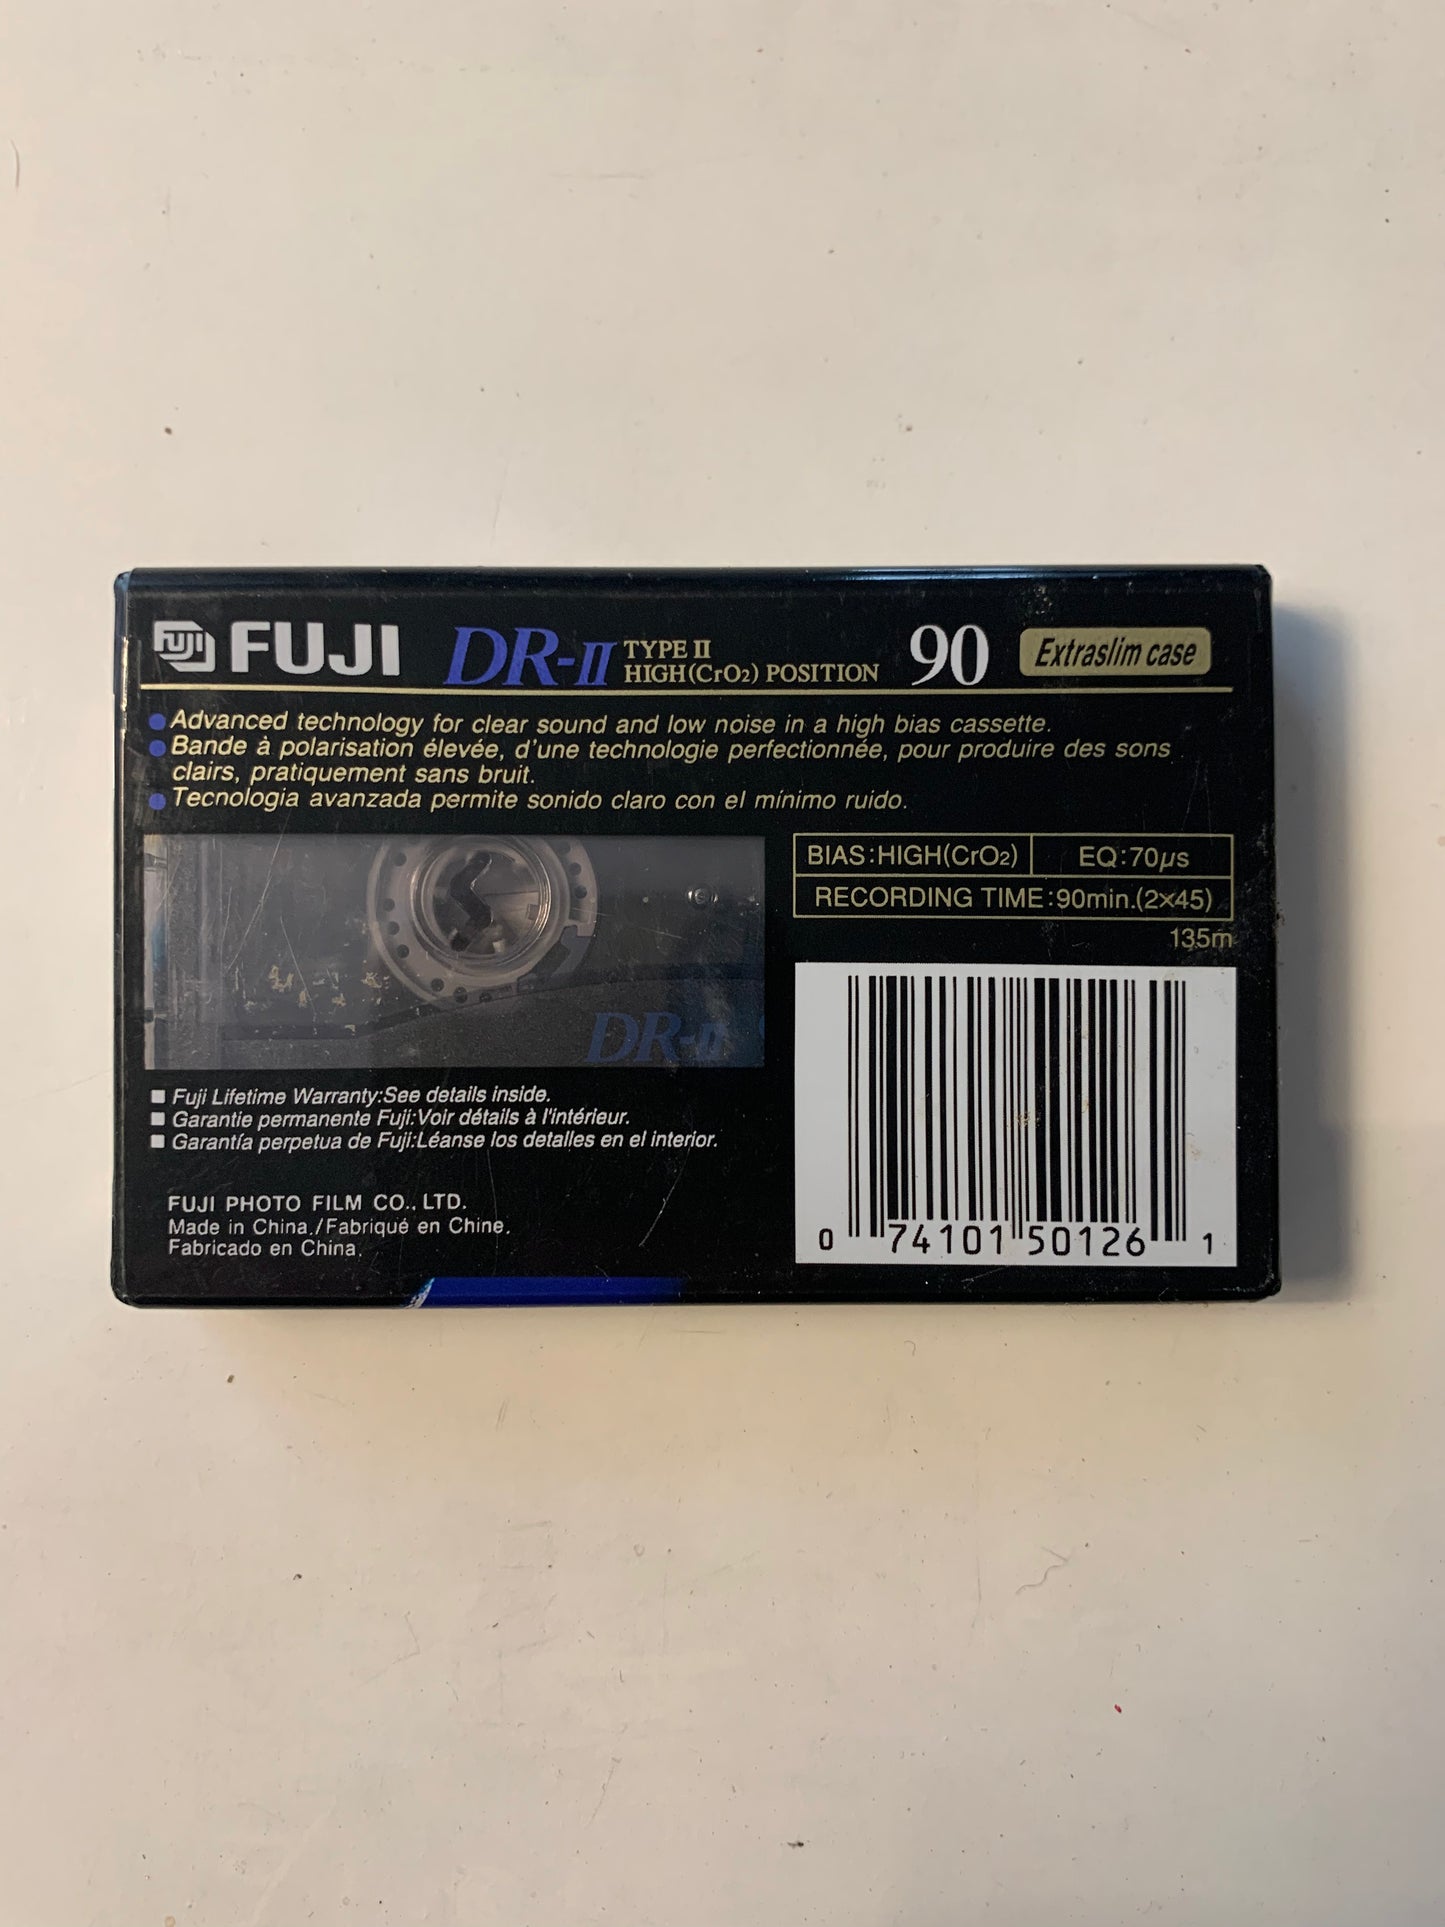 FUJI FUJI DR-II TYPE II 90 Extraslim case
HIGH(CrO2) POSITION
Advanced technology for clear sound and low noise in a high bias cassette.
Bande à polarisation élevée, d'une technologie perfectionnée, pour produire des sons
clairs, pratiquement sans bruit.
Tecnologia avanzada permite sonido claro con el mínimo ruido.
BIAS:HIGH(CrO2) EQ:70µs
RECORDING TIME:90min.(2×45)
135m
DR-II
Fuji Lifetime Warranty:See details inside.
Garantie permanente Fuji:Voir détails à l'intérieur.
Garantía perpetua de Fuji:Léanse los detalles en el interior.
FUJI PHOTO FILM CO., LTD.
Made in China./Fabriqué en Chine.
Fabricado en China.
0 74101 50126 1